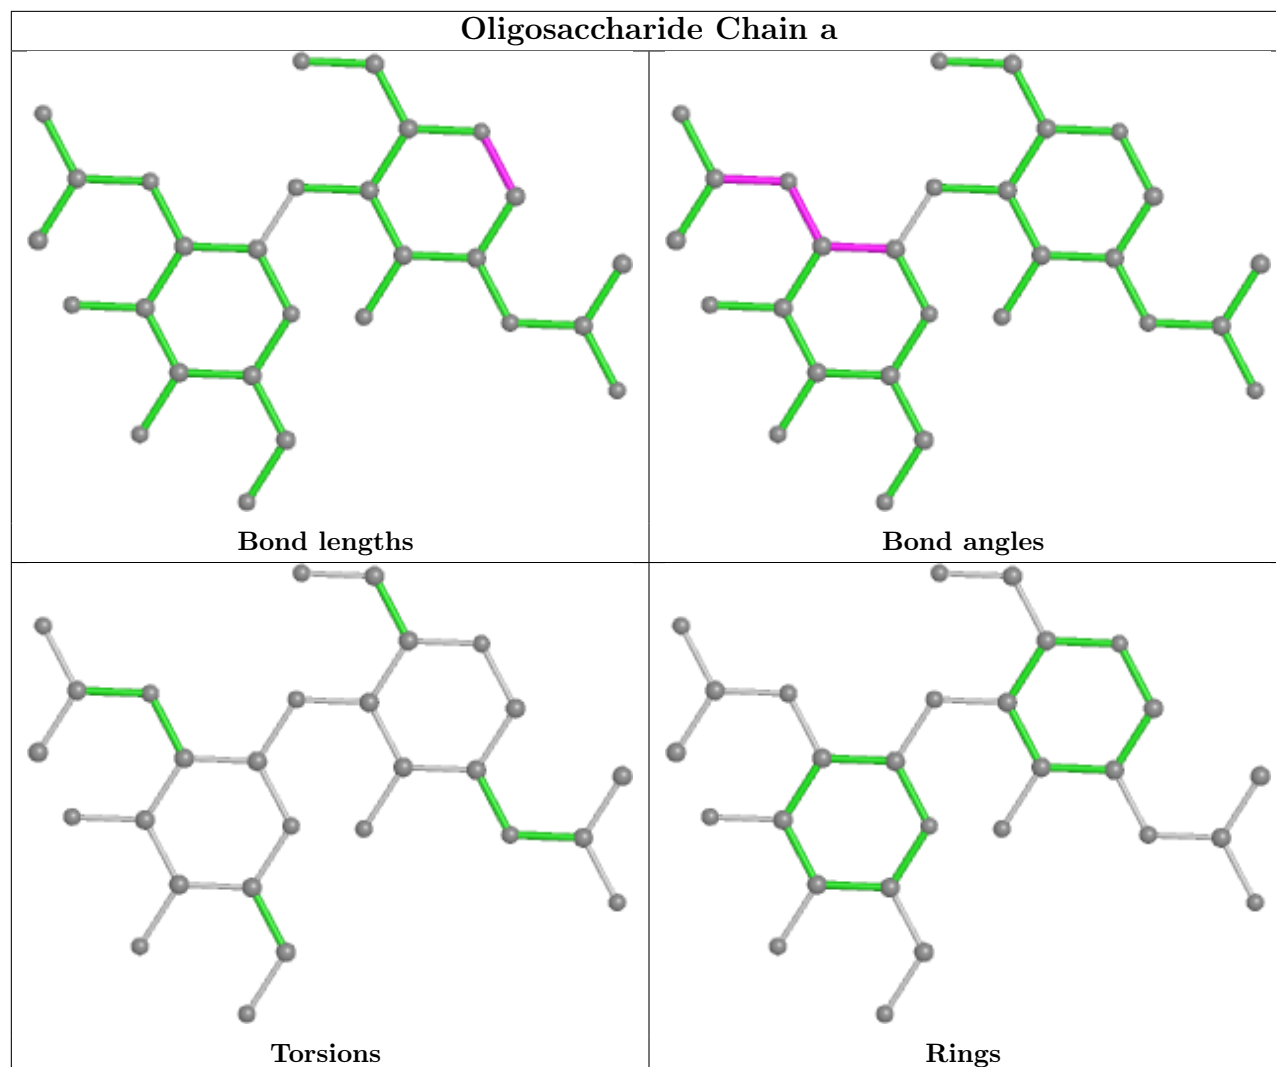 Oligosaccharide Chain a
Bond lengths
Bond angles
Torsions
Rings